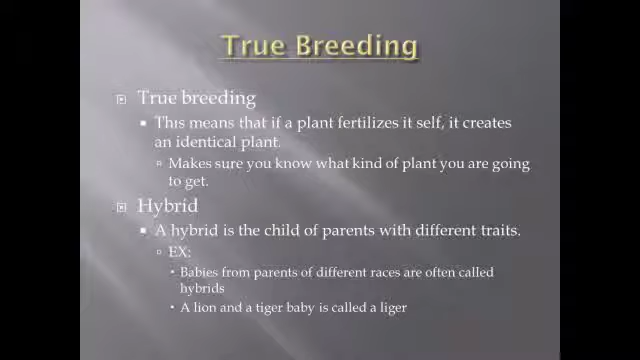 True Breeding
True breeding
This means that if a plant fertilizes it self, it creates
an identical plant.
Makes sure you know what kind of plant you are going
to get.
Hybrid
A hybrid is the child of parents with different traits.
EX:
Babies from parents of different races are often called
hybrids
A lion and a tiger baby is called a liger